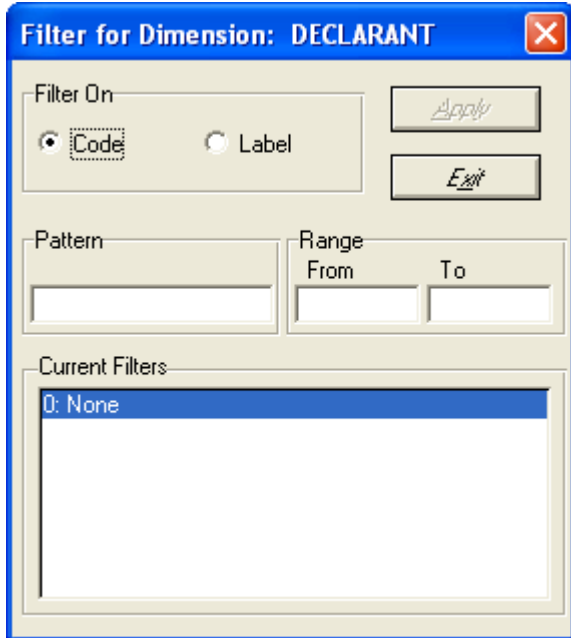 Filter for Dimension: DECLARANT
Filter On
Code
Label
Apply
Exit
Pattern
Range
From To
Current Filters
0: None